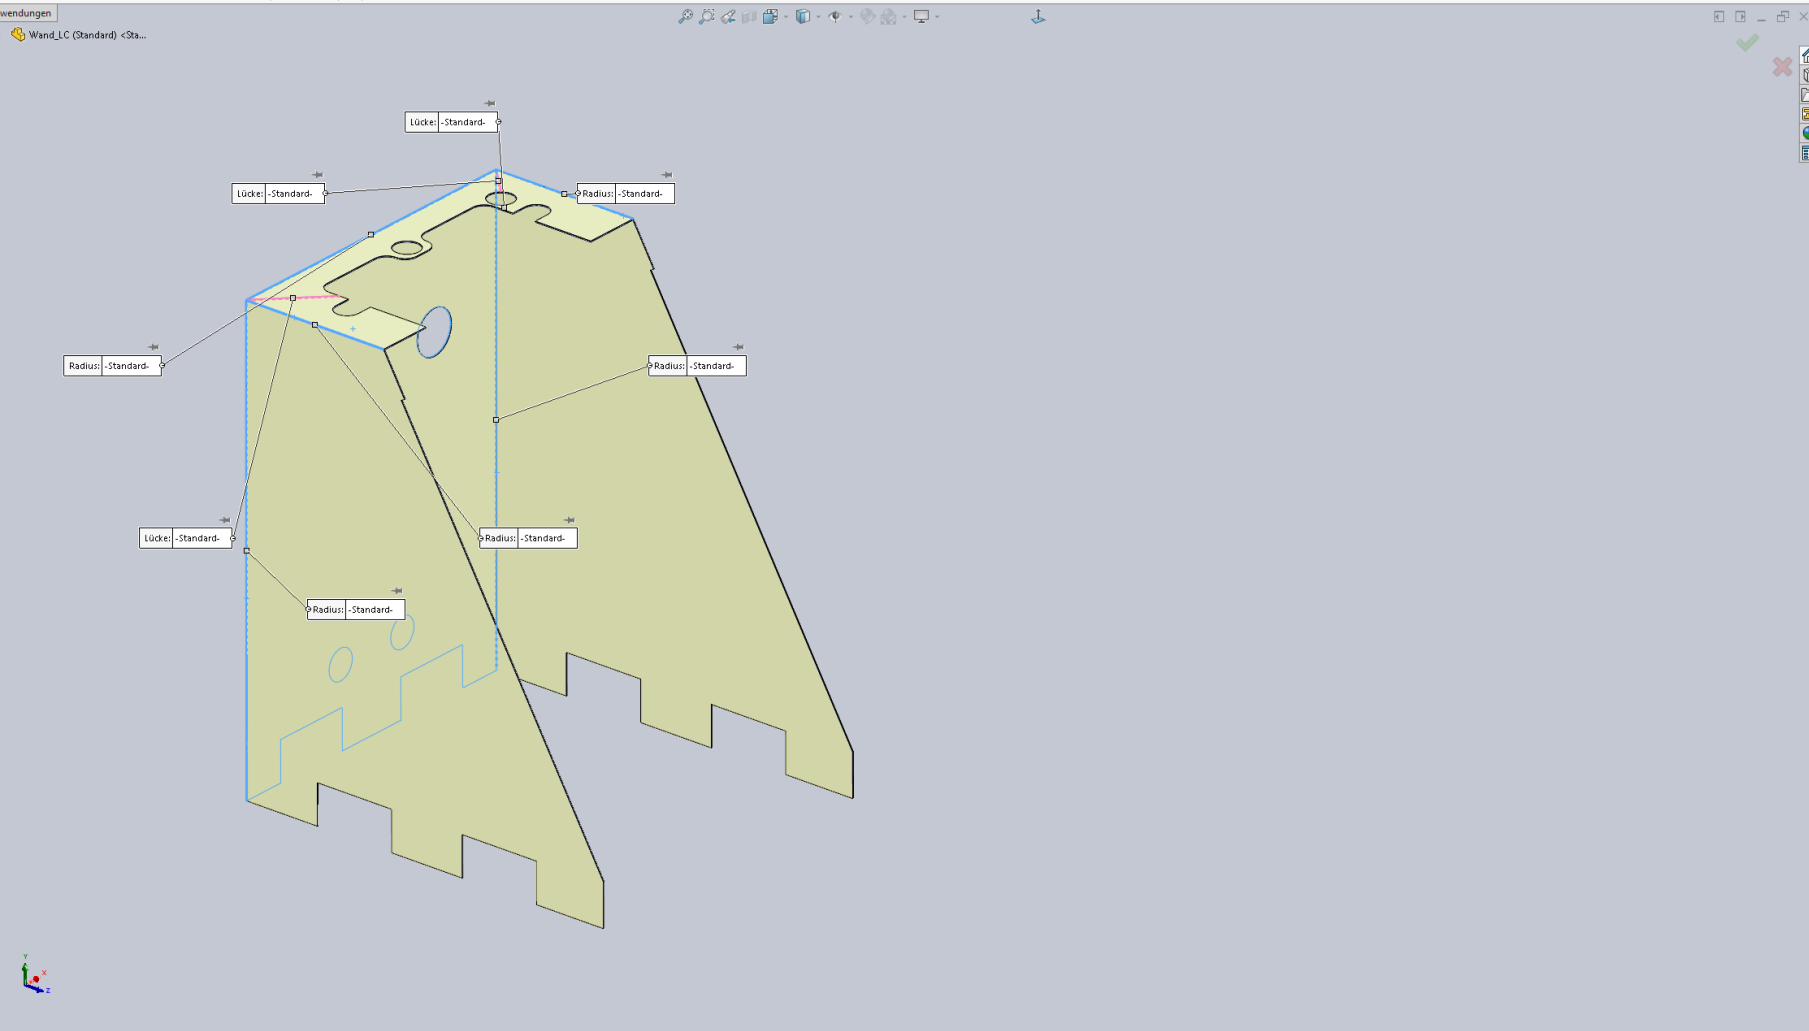 wendungen
Wand_LC (Standard) <Sta...
Lücke: -Standard-
Lücke: -Standard-
Radius: -Standard-
Radius: -Standard-
Radius: -Standard-
Lücke: -Standard-
Radius: -Standard-
Radius: -Standard-
Y
X
Z